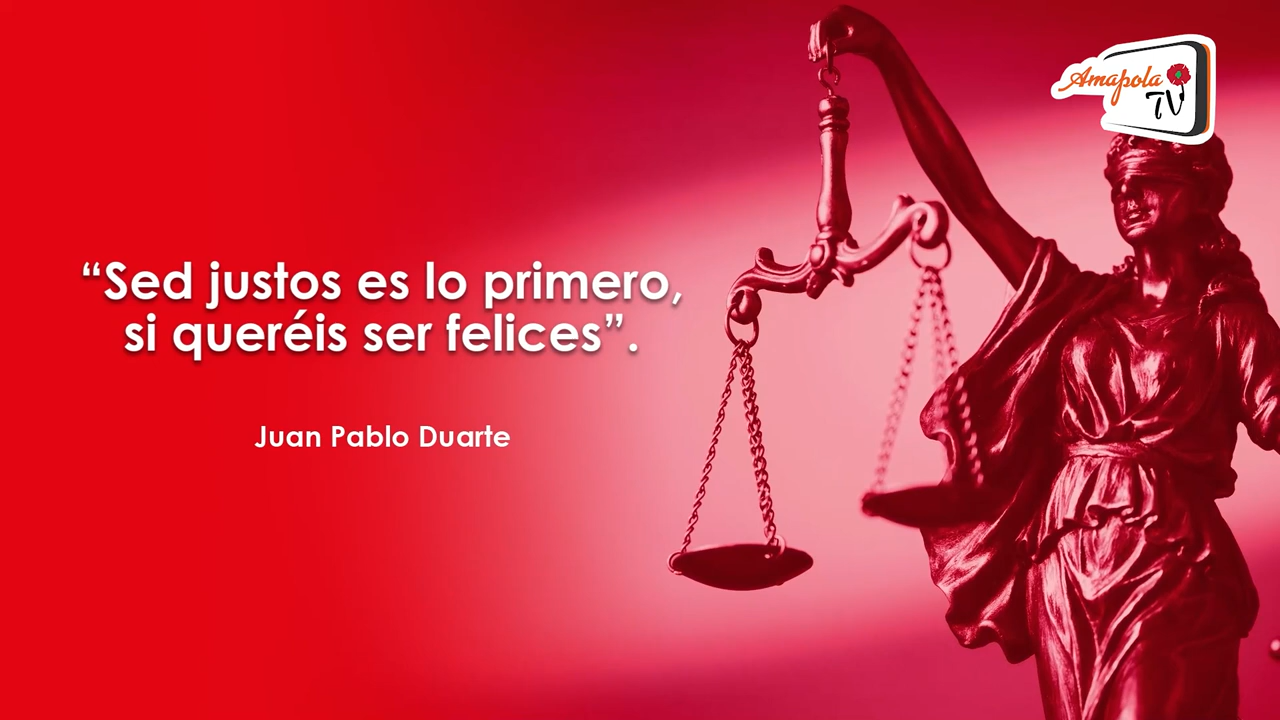 Amapola
TV
“Sed justos es lo primero,
si queréis ser felices”.
Juan Pablo Duarte